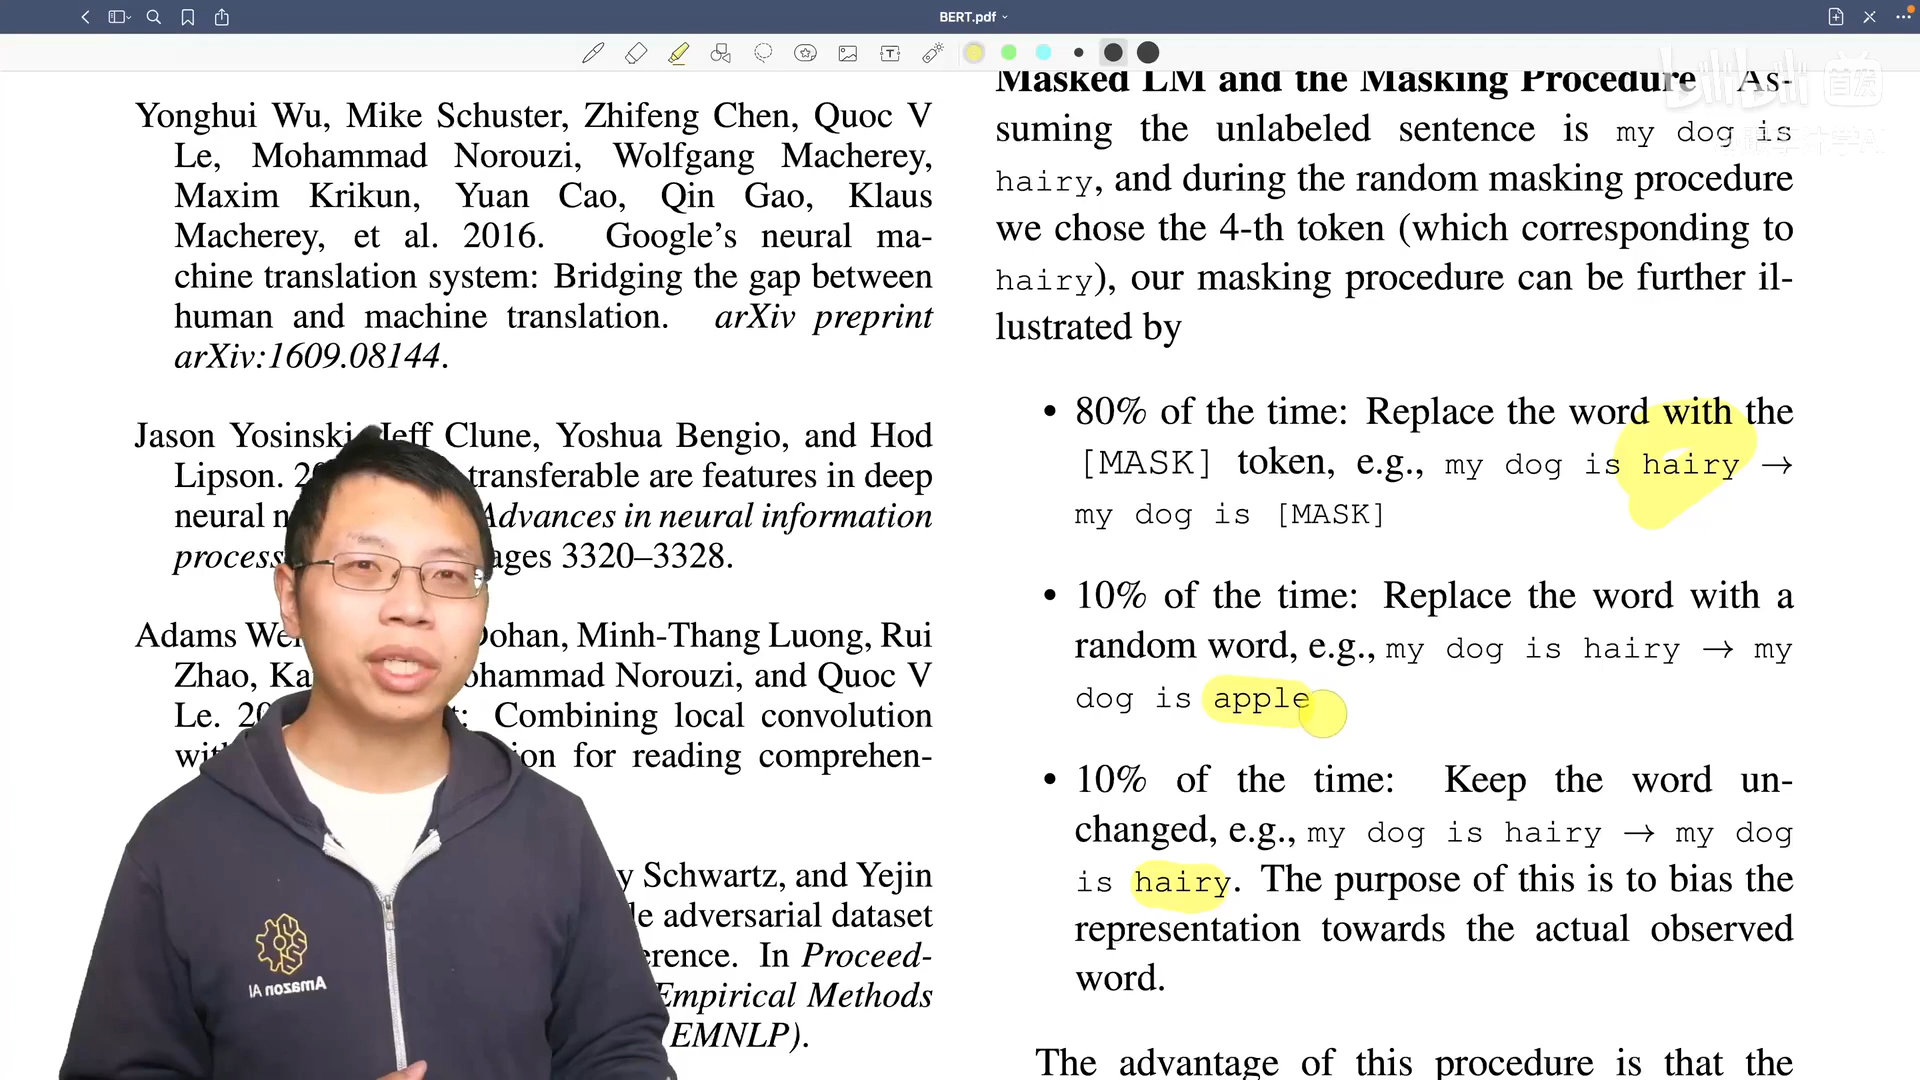 BERT.pdf
bilibili 首发
Yonghui Wu, Mike Schuster, Zhifeng Chen, Quoc V
Le, Mohammad Norouzi, Wolfgang Macherey,
Maxim Krikun, Yuan Cao, Qin Gao, Klaus
Macherey, et al. 2016. Google's neural ma-
chine translation system: Bridging the gap between
human and machine translation. arXiv preprint
arXiv:1609.08144.
Jason Yosinski, Jeff Clune, Yoshua Bengio, and Hod
Lipson. transferable are features in deep
neural Advances in neural information
ages 3320–3328.
Adams Dohan, Minh-Thang Luong, Rui
Zhao, ohammad Norouzi, and Quoc V
Le. : Combining local convolution
on for reading comprehen-
y Schwartz, and Yejin
le adversarial dataset
erence. In Proceed-
Empirical Methods
EMNLP).
Amazon AI
Masked LM and the Masking Procedure As-
suming the unlabeled sentence is my dog is
hairy, and during the random masking procedure
we chose the 4-th token (which corresponding to
hairy), our masking procedure can be further il-
lustrated by
• 80% of the time: Replace the word with the
[MASK] token, e.g., my dog is hairy →
my dog is [MASK]
• 10% of the time: Replace the word with a
random word, e.g., my dog is hairy → my
dog is apple
• 10% of the time: Keep the word un-
changed, e.g., my dog is hairy → my dog
is hairy. The purpose of this is to bias the
representation towards the actual observed
word.
The advantage of this procedure is that the